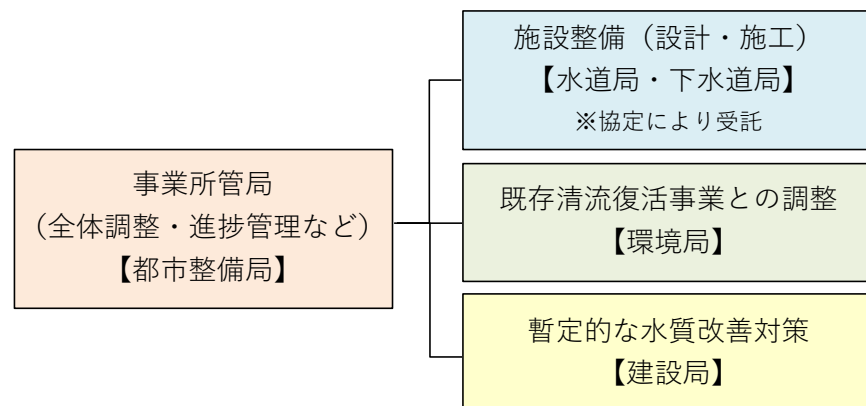 事業所管局
（全体調整・進捗管理など）
【都市整備局】
施設整備（設計・施工）
【水道局・下水道局】
※協定により受託
既存清流復活事業との調整
【環境局】
暫定的な水質改善対策
【建設局】